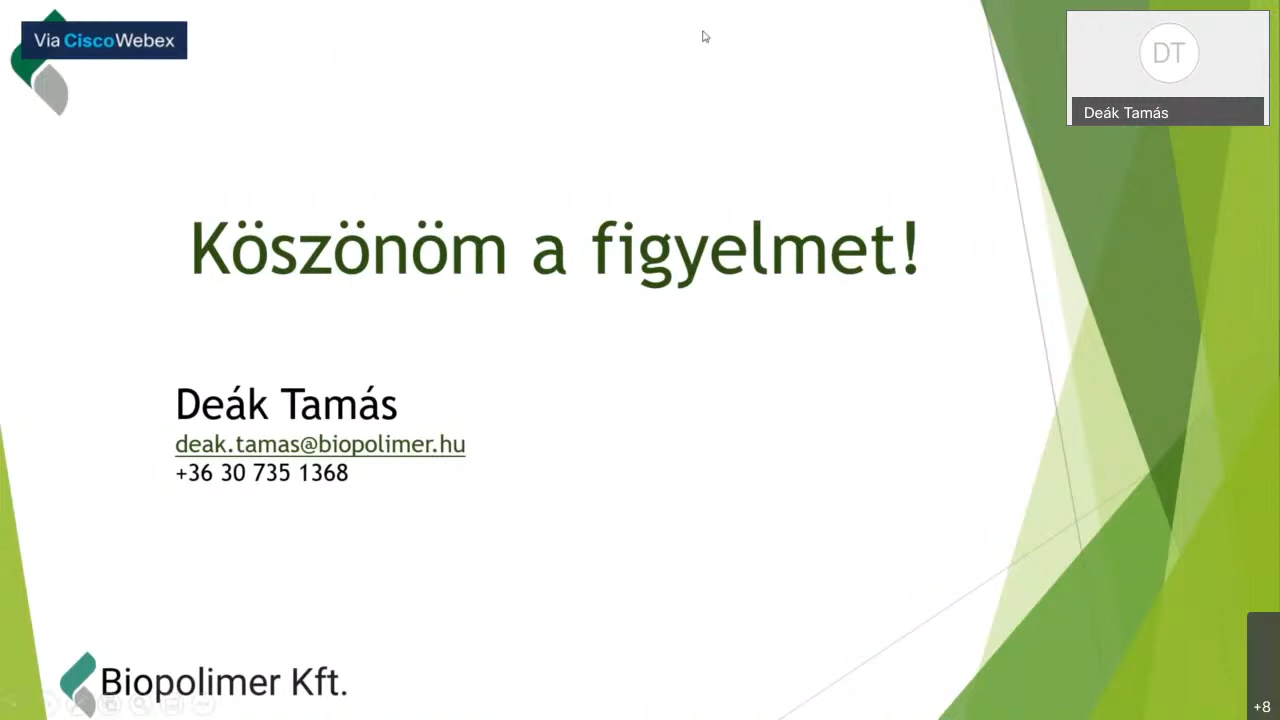 Via CiscoWebex
DT
Deák Tamás
Köszönöm a figyelmet!
Deák Tamás
deak.tamas@biopolimer.hu
+36 30 735 1368
Biopolimer Kft.
+8